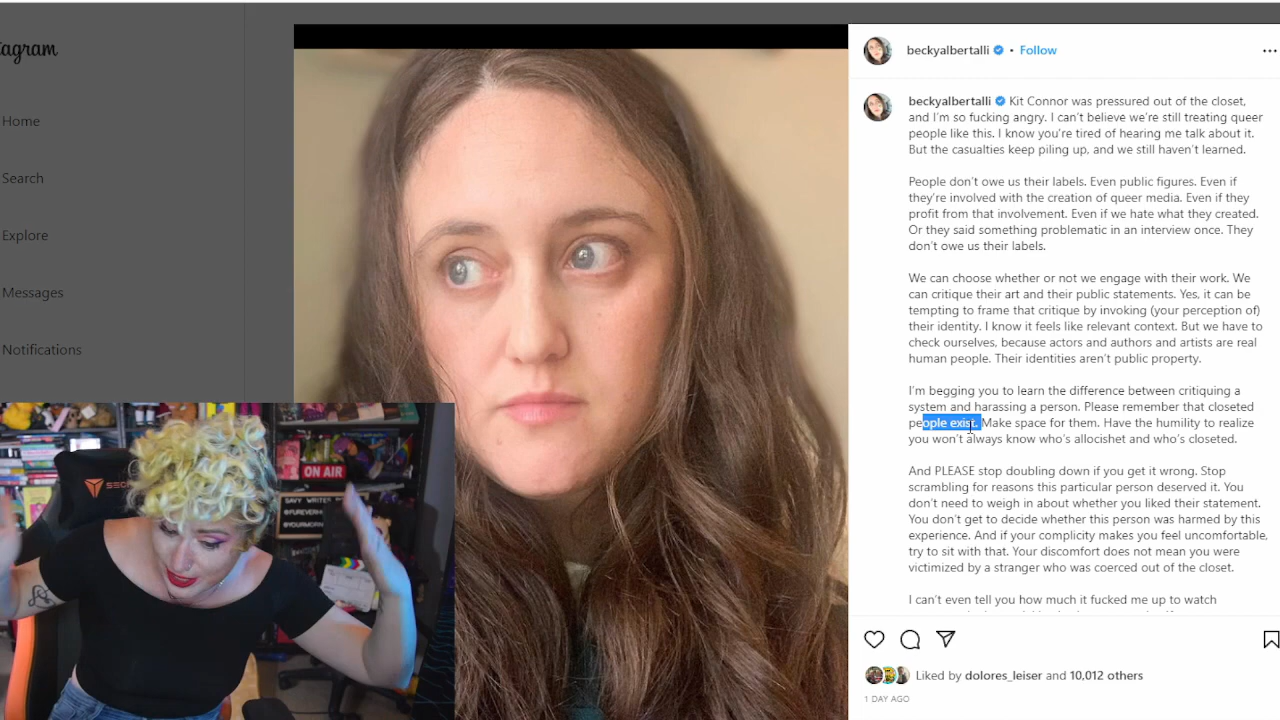 tagram
Home
Search
Explore
Messages
Notifications
beckyalbertalli • Follow
beckyalbertalli Kit Connor was pressured out of the closet,
and I'm so fucking angry. I can't believe we're still treating queer
people like this. I know you're tired of hearing me talk about it.
But the casualties keep piling up, and we still haven't learned.
People don't owe us their labels. Even public figures. Even if
they're involved with the creation of queer media. Even if they
profit from that involvement. Even if we hate what they created.
Or they said something problematic in an interview once. They
don't owe us their labels.
We can choose whether or not we engage with their work. We
can critique their art and their public statements. Yes, it can be
tempting to frame that critique by invoking (your perception of)
their identity. I know it feels like relevant context. But we have to
check ourselves, because actors and authors and artists are real
human people. Their identities aren't public property.
I'm begging you to learn the difference between critiquing a
system and harassing a person. Please remember that closeted
people exist. Make space for them. Have the humility to realize
you won't always know who's allocishet and who's closeted.
And PLEASE stop doubling down if you get it wrong. Stop
scrambling for reasons this particular person deserved it. You
don't need to weigh in about whether you liked their statement.
You don't get to decide whether this person was harmed by this
experience. And if your complicity makes you feel uncomfortable,
try to sit with that. Your discomfort does not mean you were
victimized by a stranger who was coerced out of the closet.
I can't even tell you how much it fucked me up to watch
Liked by dolores_leiser and 10,012 others
1 DAY AGO
ON AIR
SAVY WRITES